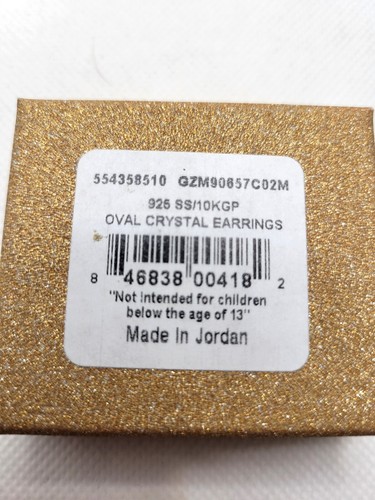 554358510 GZM90657C02M
925 SS/10KGP
OVAL CRYSTAL EARRINGS
8 46838 00418 2
"Not Intended for children
below the age of 13"
Made In Jordan